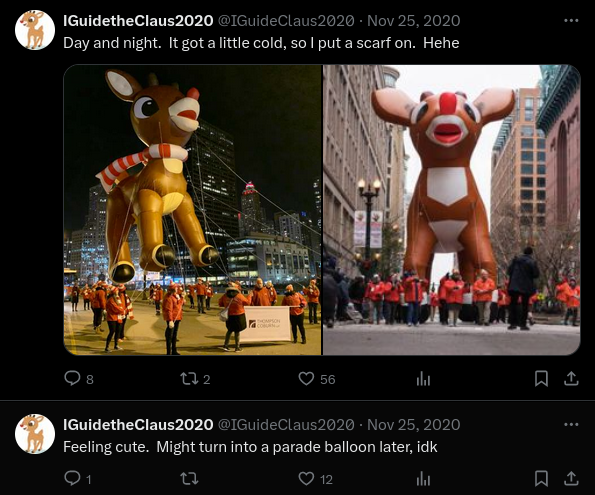 IGuidetheClaus2020 @IGuideClaus2020 · Nov 25, 2020
Day and night.  It got a little cold, so I put a scarf on.  Hehe
THOMPSON
COBURN LLP
8 2 56
IGuidetheClaus2020 @IGuideClaus2020 · Nov 25, 2020
Feeling cute.  Might turn into a parade balloon later, idk
1 12